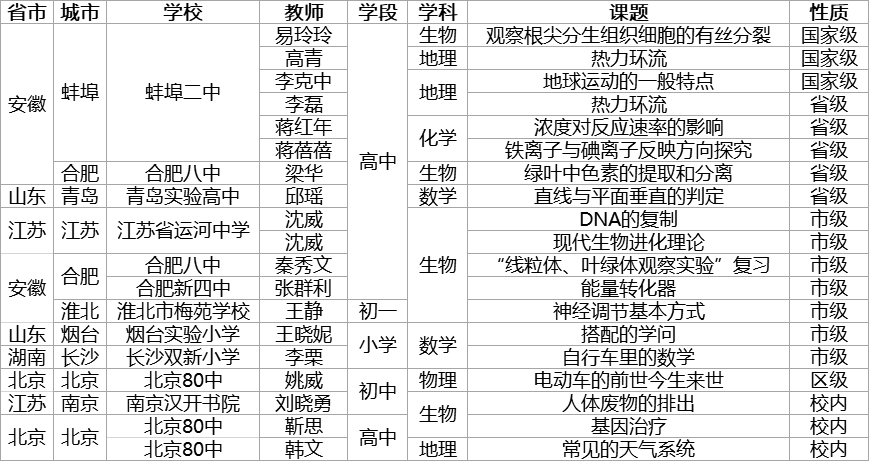 省市 城市 学校 教师 学段 学科 课题 性质
安徽 蚌埠 蚌埠二中 易玲玲 高中 生物 观察根尖分生组织细胞的有丝分裂 国家级
高青 地理 热力环流 国家级
李克中 地理 地球运动的一般特点 国家级
李磊 热力环流 省级
蒋红年 化学 浓度对反应速率的影响 省级
蒋蓓蓓 铁离子与碘离子反映方向探究 省级
合肥 合肥八中 梁华 生物 绿叶中色素的提取和分离 省级
山东 青岛 青岛实验高中 邱瑶 数学 直线与平面垂直的判定 省级
江苏 江苏 江苏省运河中学 沈威 生物 DNA的复制 市级
沈威 现代生物进化理论 市级
安徽 合肥 合肥八中 秦秀文 “线粒体、叶绿体观察实验”复习 市级
合肥新四中 张群利 能量转化器 市级
淮北 淮北市梅苑学校 王静 初一 神经调节基本方式 市级
山东 烟台 烟台实验小学 王晓妮 小学 数学 搭配的学问 市级
湖南 长沙 长沙双新小学 李栗 自行车里的数学 市级
北京 北京 北京80中 姚威 初中 物理 电动车的前世今生来世 区级
江苏 南京 南京汉开书院 刘晓勇 生物 人体废物的排出 校内
北京 北京 北京80中 靳思 高中 基因治疗 校内
北京80中 韩文 地理 常见的天气系统 校内